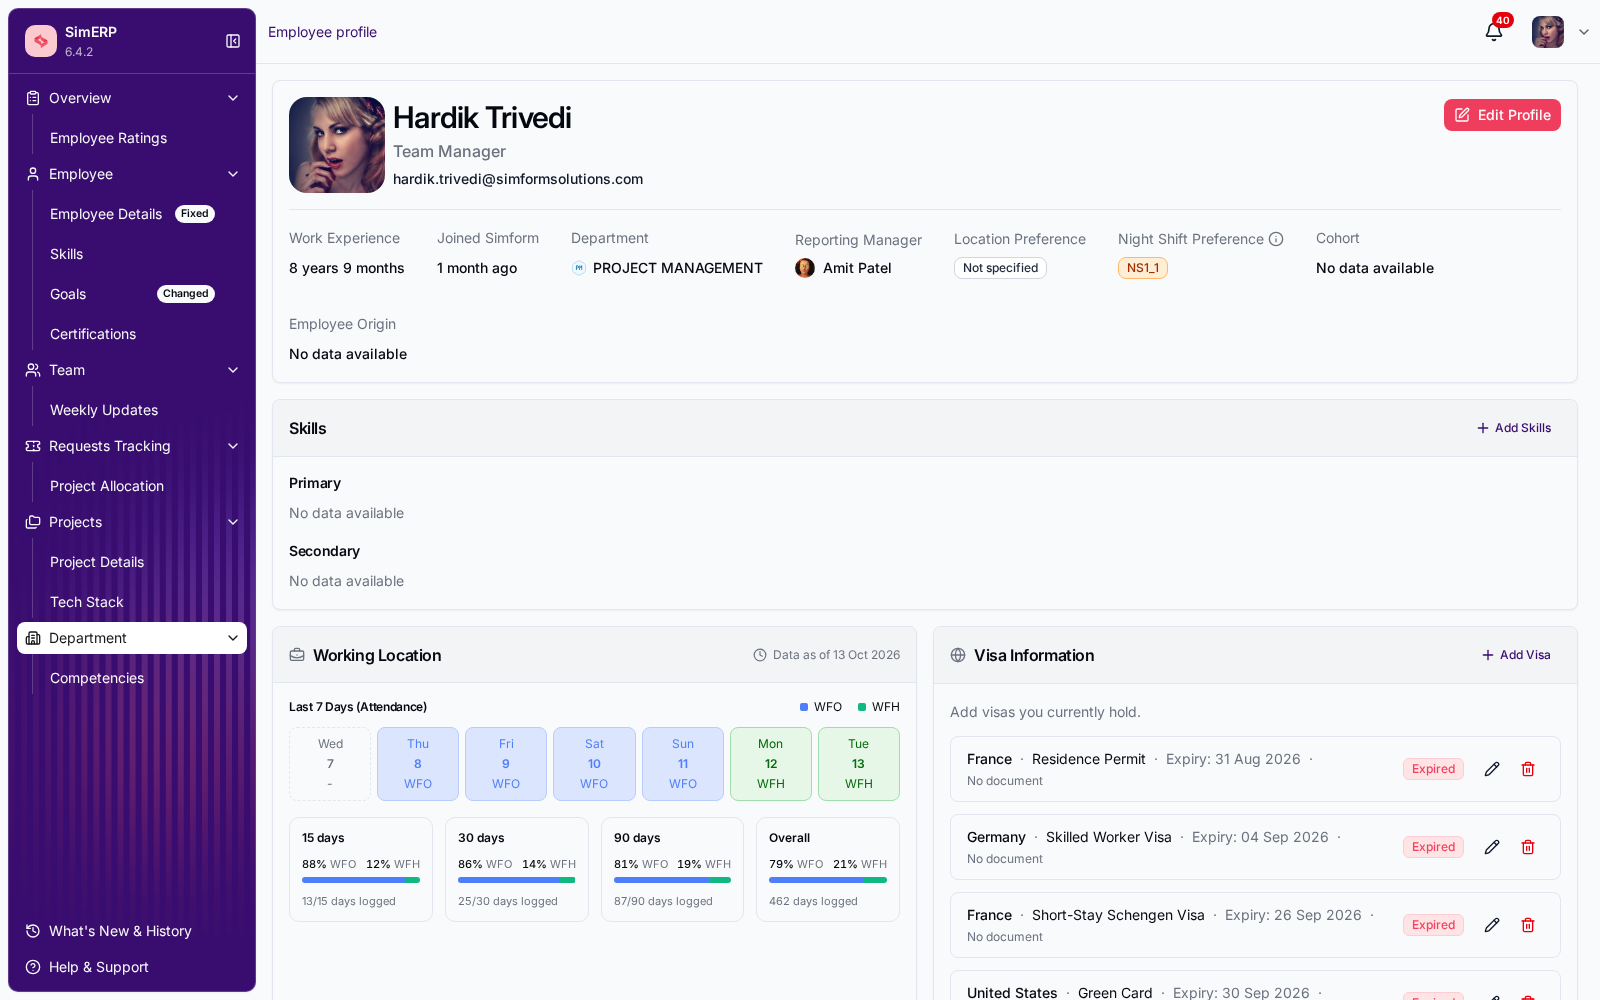 SimERP
6.4.2
Overview
Employee Ratings
Employee
Employee Details Fixed
Skills
Goals Changed
Certifications
Team
Weekly Updates
Requests Tracking
Project Allocation
Projects
Project Details
Tech Stack
Department
Competencies
What's New & History
Help & Support
Employee profile
40
Hardik Trivedi
Team Manager
hardik.trivedi@simformsolutions.com
Edit Profile
Work Experience
8 years 9 months
Joined Simform
1 month ago
Department
PM PROJECT MANAGEMENT
Reporting Manager
Amit Patel
Location Preference
Not specified
Night Shift Preference
NS1_1
Cohort
No data available
Employee Origin
No data available
Skills
Add Skills
Primary
No data available
Secondary
No data available
Working Location
Data as of 13 Oct 2026
Last 7 Days (Attendance)
WFO WFH
Wed
7
-
Thu
8
WFO
Fri
9
WFO
Sat
10
WFO
Sun
11
WFO
Mon
12
WFH
Tue
13
WFH
15 days
88% WFO 12% WFH
13/15 days logged
30 days
86% WFO 14% WFH
25/30 days logged
90 days
81% WFO 19% WFH
87/90 days logged
Overall
79% WFO 21% WFH
462 days logged
Visa Information
Add Visa
Add visas you currently hold.
France · Residence Permit · Expiry: 31 Aug 2026 ·
No document
Expired
Germany · Skilled Worker Visa · Expiry: 04 Sep 2026 ·
No document
Expired
France · Short-Stay Schengen Visa · Expiry: 26 Sep 2026 ·
No document
Expired
United States · Green Card · Expiry: 30 Sep 2026 ·
Expired